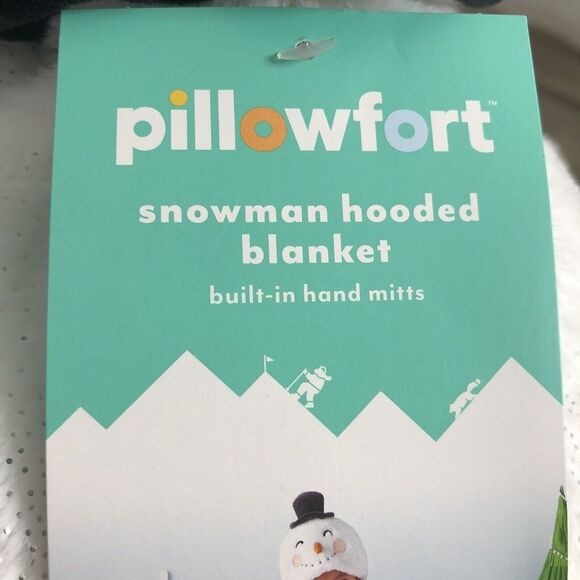 pillowfort™
snowman hooded
blanket
built-in hand mitts